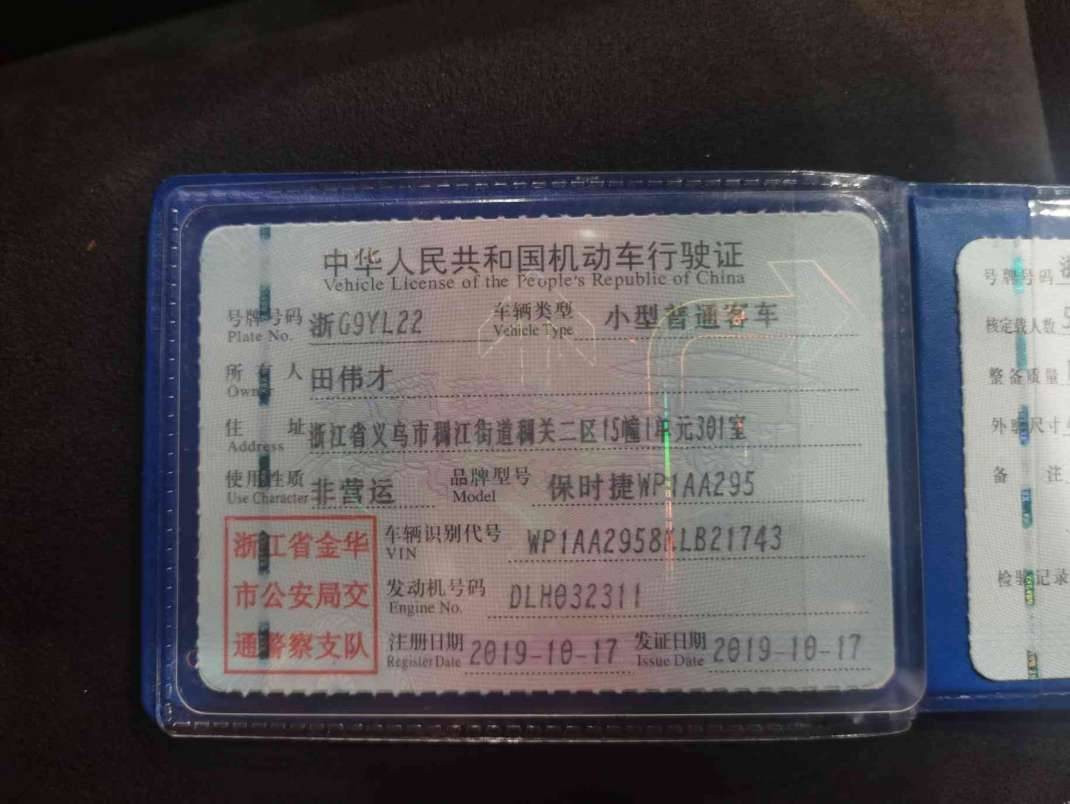 中华人民共和国机动车行驶证
Vehicle License of the People's Republic of China
号牌号码 浙G9YL22 车辆类型 小型普通客车
Plate No. Vehicle Type
所有人 田伟才
Owner
住址 浙江省义乌市稠江街道稠关二区15幢1单元301室
Address
使用性质 非营运 品牌型号 保时捷WP1AA295
Use Character Model
浙江省金华
市公安局交
通警察支队
车辆识别代号 WP1AA2958KLB21743
VIN
发动机号码 DLH032311
Engine No.
注册日期 2019-10-17 发证日期 2019-10-17
Register Date Issue Date
号牌号码
核定载人数 5
整备质量
外廓尺寸
备注
检验记录